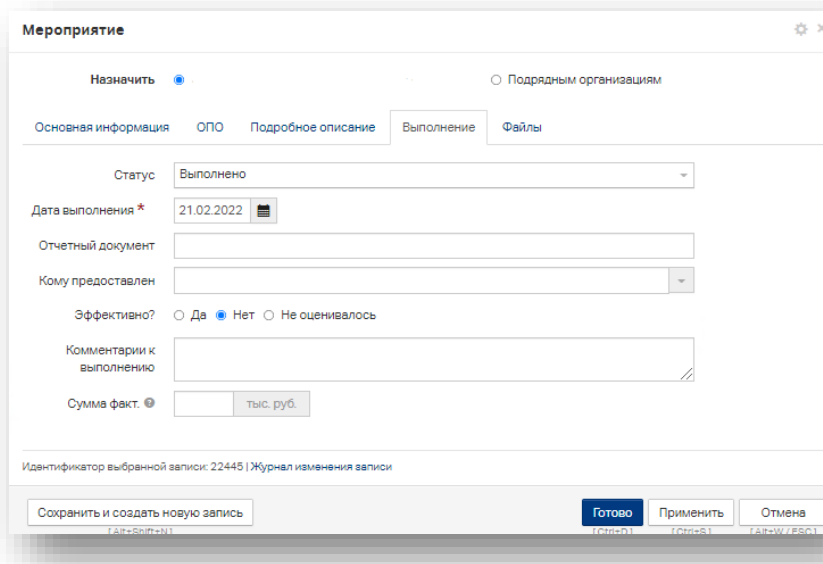 Мероприятие
Назначить Подрядным организациям
Основная информация ОПО Подробное описание Выполнение Файлы
Статус Выполнено
Дата выполнения * 21.02.2022
Отчетный документ
Кому предоставлен
Эффективно? Да Нет Не оценивалось
Комментарии к
выполнению
Сумма факт. тыс. руб.
Идентификатор выбранной записи: 22445 | Журнал изменения записи
Сохранить и создать новую запись Готово Применить Отмена
[Alt+Shift+N] [Ctrl+D] [Ctrl+S] [Alt+W / ESC]